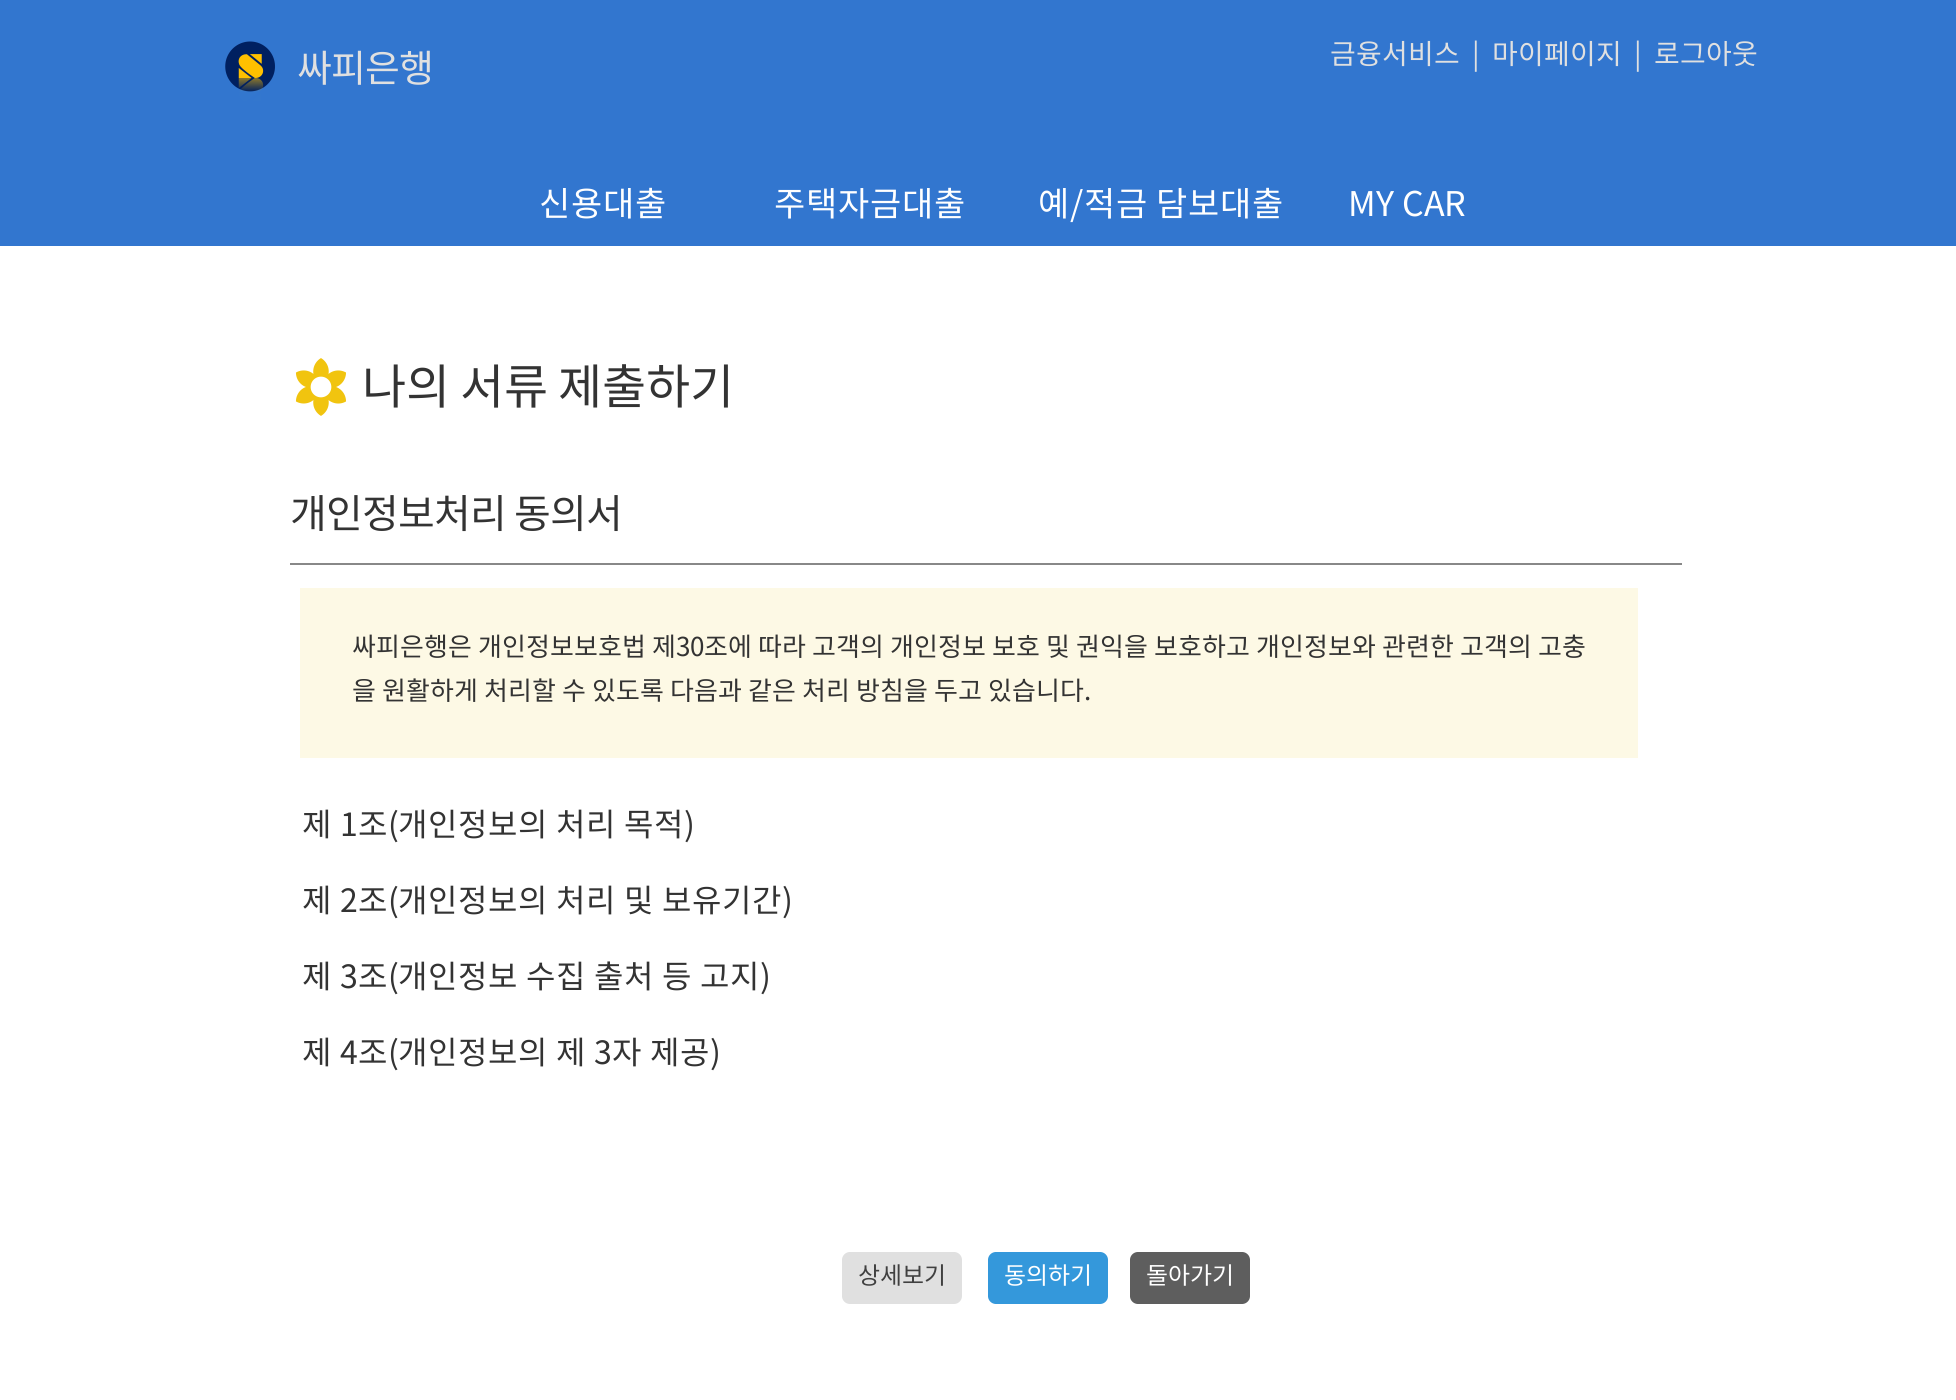 싸피은행
금융서비스 | 마이페이지 | 로그아웃
신용대출 주택자금대출 예/적금 담보대출 MY CAR
나의 서류 제출하기
개인정보처리 동의서
싸피은행은 개인정보보호법 제30조에 따라 고객의 개인정보 보호 및 권익을 보호하고 개인정보와 관련한 고객의 고충
을 원활하게 처리할 수 있도록 다음과 같은 처리 방침을 두고 있습니다.
제 1조(개인정보의 처리 목적)
제 2조(개인정보의 처리 및 보유기간)
제 3조(개인정보 수집 출처 등 고지)
제 4조(개인정보의 제 3자 제공)
상세보기 동의하기 돌아가기